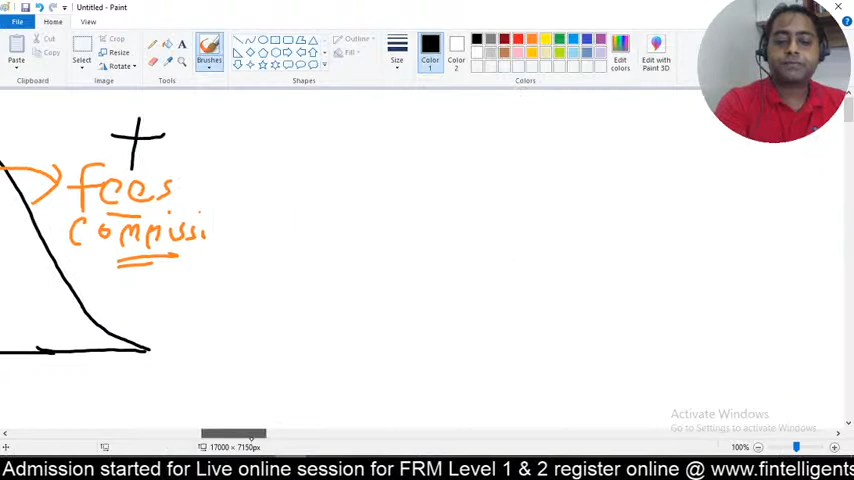 Untitled - Paint
File Home View
Paste
Cut
Copy
Clipboard
Select
Crop
Resize
Rotate
Image
Tools
Brushes
Shapes
Outline
Fill
Size
Color 1
Color 2
Colors
Edit colors
Edit with Paint 3D
+
fees
commissi
Activate Windows
Go to Settings to activate Windows.
17000 × 7150px
100%
Admission started for Live online session for FRM Level 1 & 2 register online @ www.fintelligents